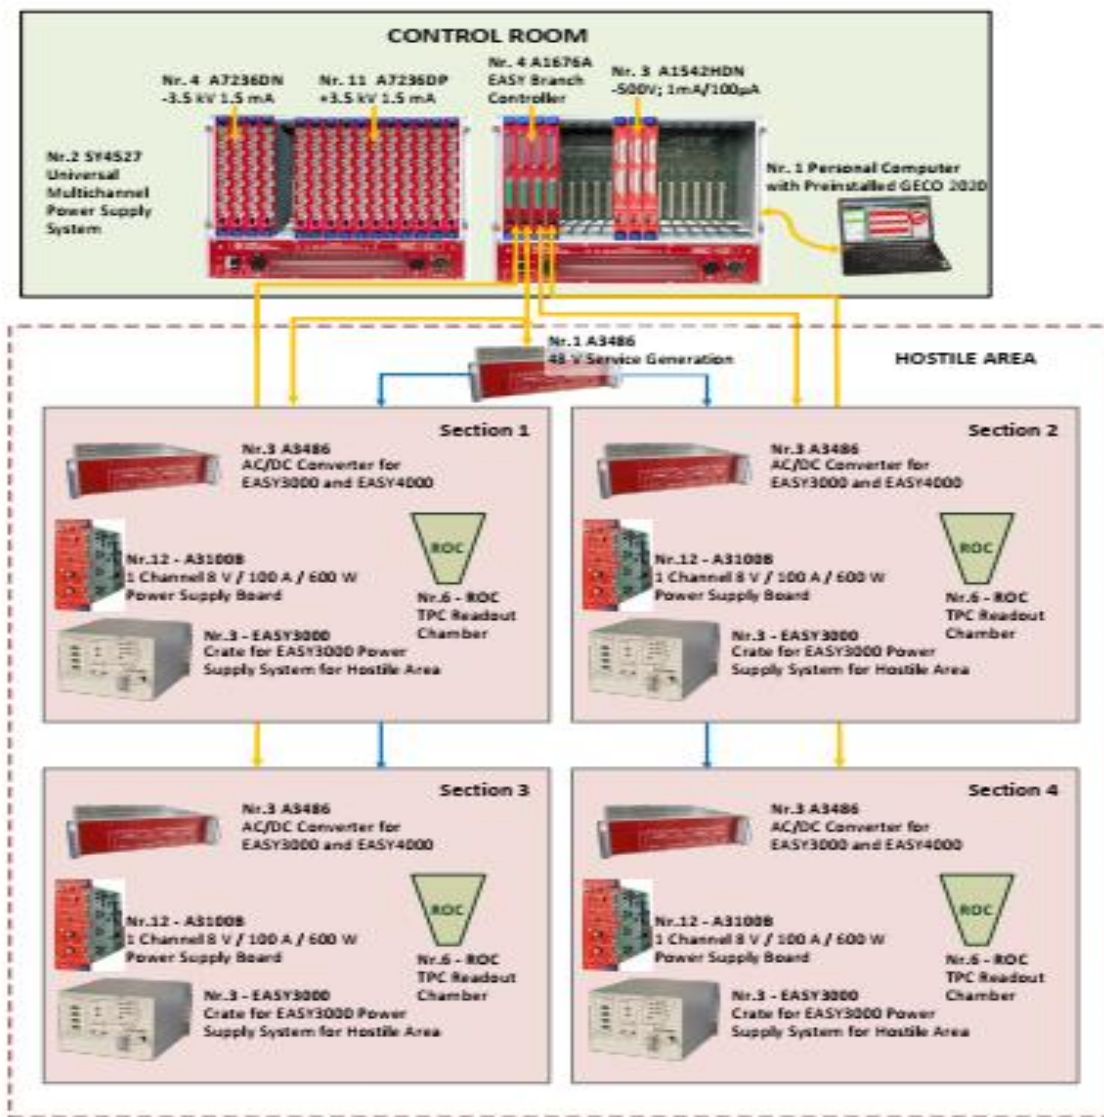 CONTROL ROOM
Nr. 4 A7236DN
-3.5 kV 1.5 mA
Nr. 11 A7236DP
+3.5 kV 1.5 mA
Nr. 4 A1676A
EASY Branch
Controller
Nr. 3 A1542HDN
-500V; 1mA/100µA
Nr.2 SY4527
Universal
Multichannel
Power Supply
System
Nr. 1 Personal Computer
with Preinstalled GECO 2020
Nr.1 A3486
48 V Service Generation
HOSTILE AREA
Section 1
Nr.3 A3486
AC/DC Converter for
EASY3000 and EASY4000
ROC
Nr.12 - A3100B
1 Channel 8 V / 100 A / 600 W
Power Supply Board
Nr.6 - ROC
TPC Readout
Chamber
Nr.3 - EASY3000
Crate for EASY3000 Power
Supply System for Hostile Area
Section 2
Nr.3 A3486
AC/DC Converter for
EASY3000 and EASY4000
ROC
Nr.12 - A3100B
1 Channel 8 V / 100 A / 600 W
Power Supply Board
Nr.6 - ROC
TPC Readout
Chamber
Nr.3 - EASY3000
Crate for EASY3000 Power
Supply System for Hostile Area
Section 3
Nr.3 A3486
AC/DC Converter for
EASY3000 and EASY4000
ROC
Nr.12 - A3100B
1 Channel 8 V / 100 A / 600 W
Power Supply Board
Nr.6 - ROC
TPC Readout
Chamber
Nr.3 - EASY3000
Crate for EASY3000 Power
Supply System for Hostile Area
Section 4
Nr.3 A3486
AC/DC Converter for
EASY3000 and EASY4000
ROC
Nr.12 - A3100B
1 Channel 8 V / 100 A / 600 W
Power Supply Board
Nr.6 - ROC
TPC Readout
Chamber
Nr.3 - EASY3000
Crate for EASY3000 Power
Supply System for Hostile Area